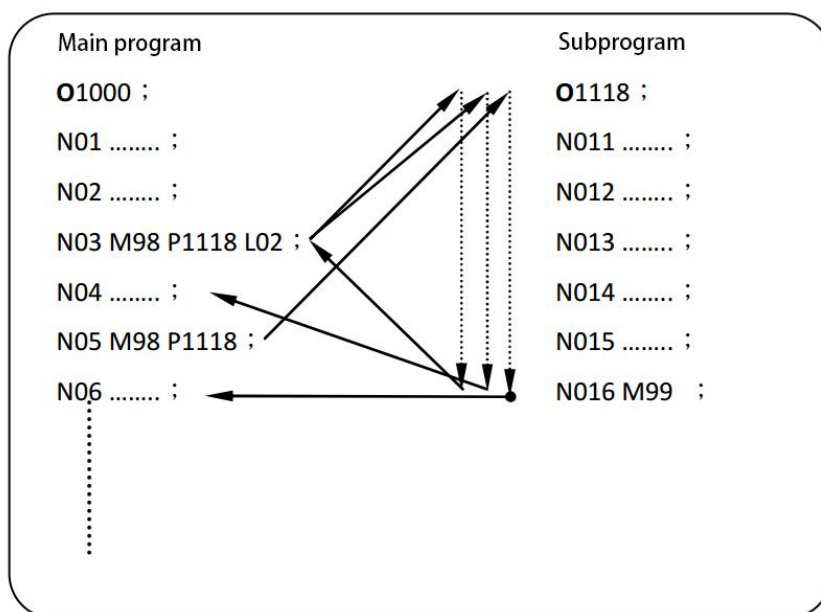 Main program
O1000 ;
N01 ........ ;
N02 ........ ;
N03 M98 P1118 L02 ;
N04 ........ ;
N05 M98 P1118 ;
N06 ........ ;
Subprogram
O1118 ;
N011 ........ ;
N012 ........ ;
N013 ........ ;
N014 ........ ;
N015 ........ ;
N016 M99 ;